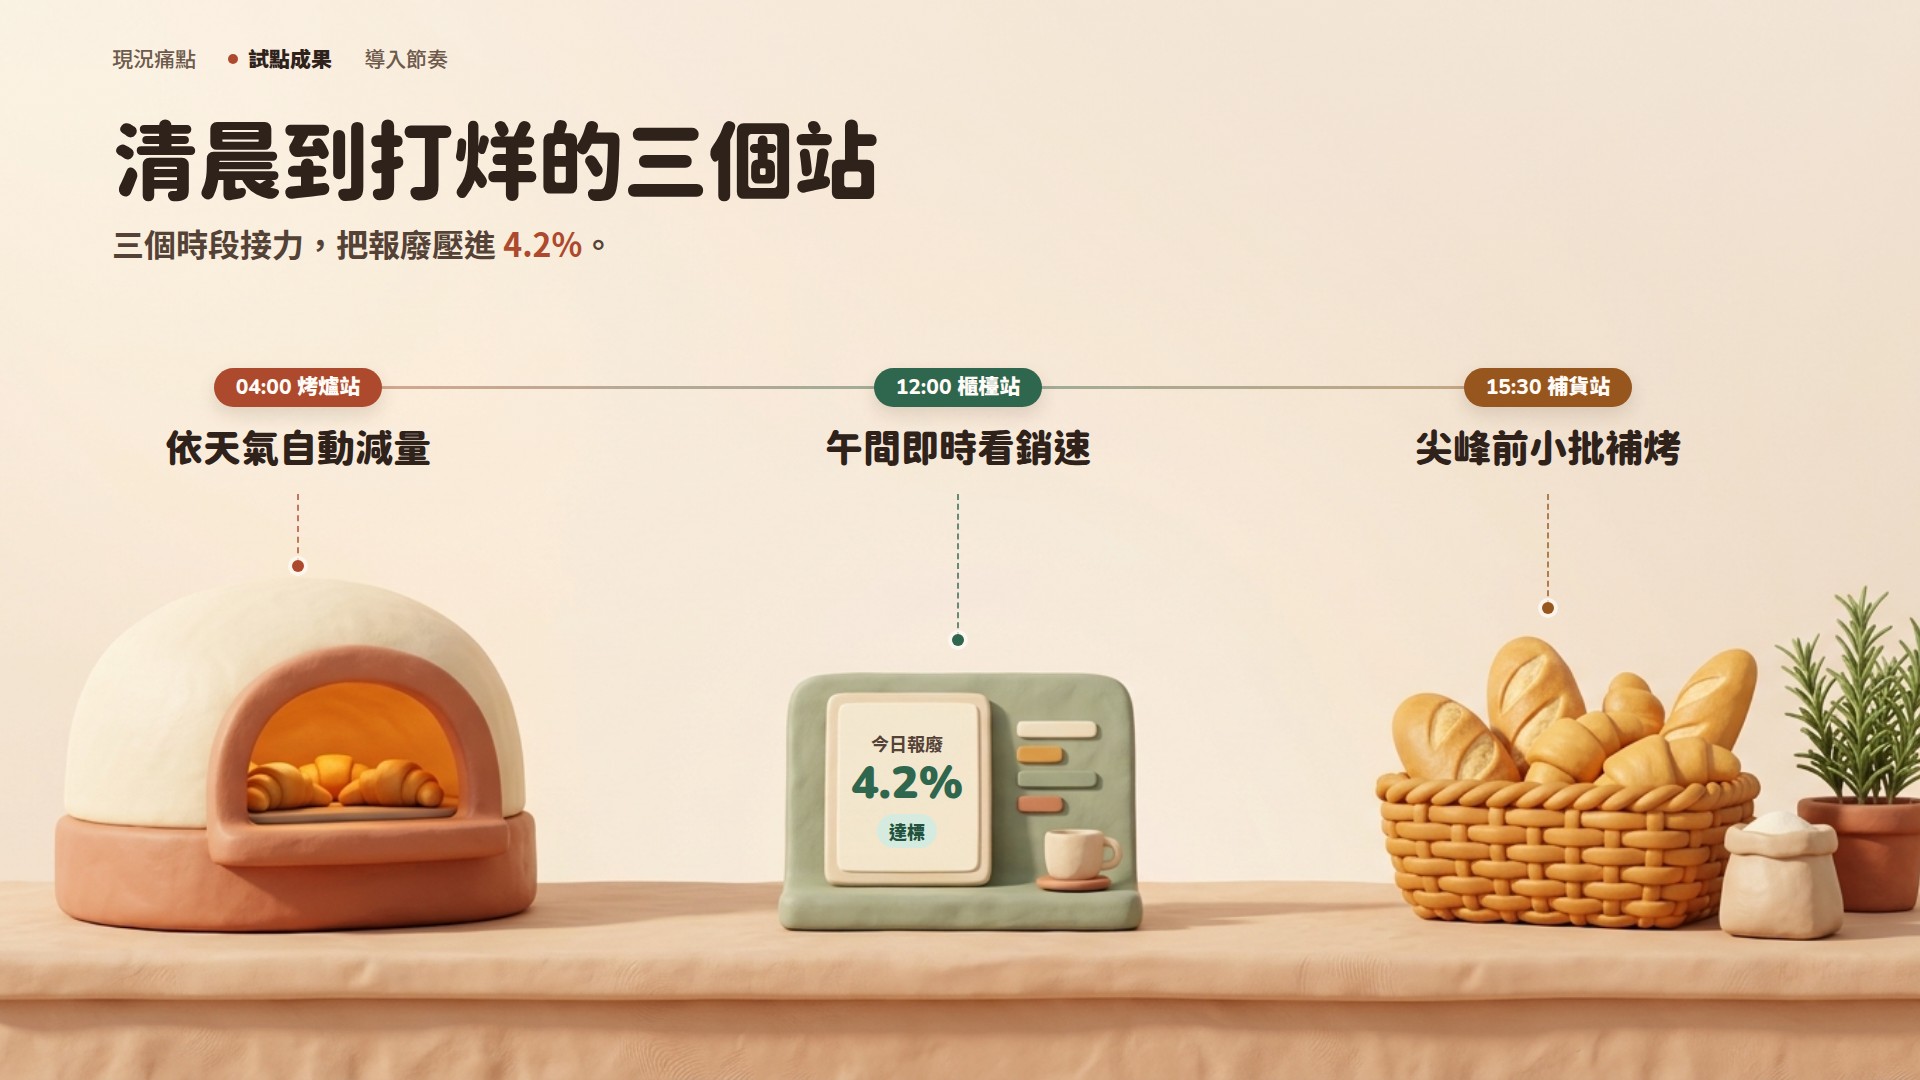 現況痛點
試點成果
導入節奏
清晨到打烊的三個站
三個時段接力，把報廢壓進 4.2%。
04:00 烤爐站
依天氣自動減量
12:00 櫃檯站
午間即時看銷速
15:30 補貨站
尖峰前小批補烤
今日報廢
4.2%
達標